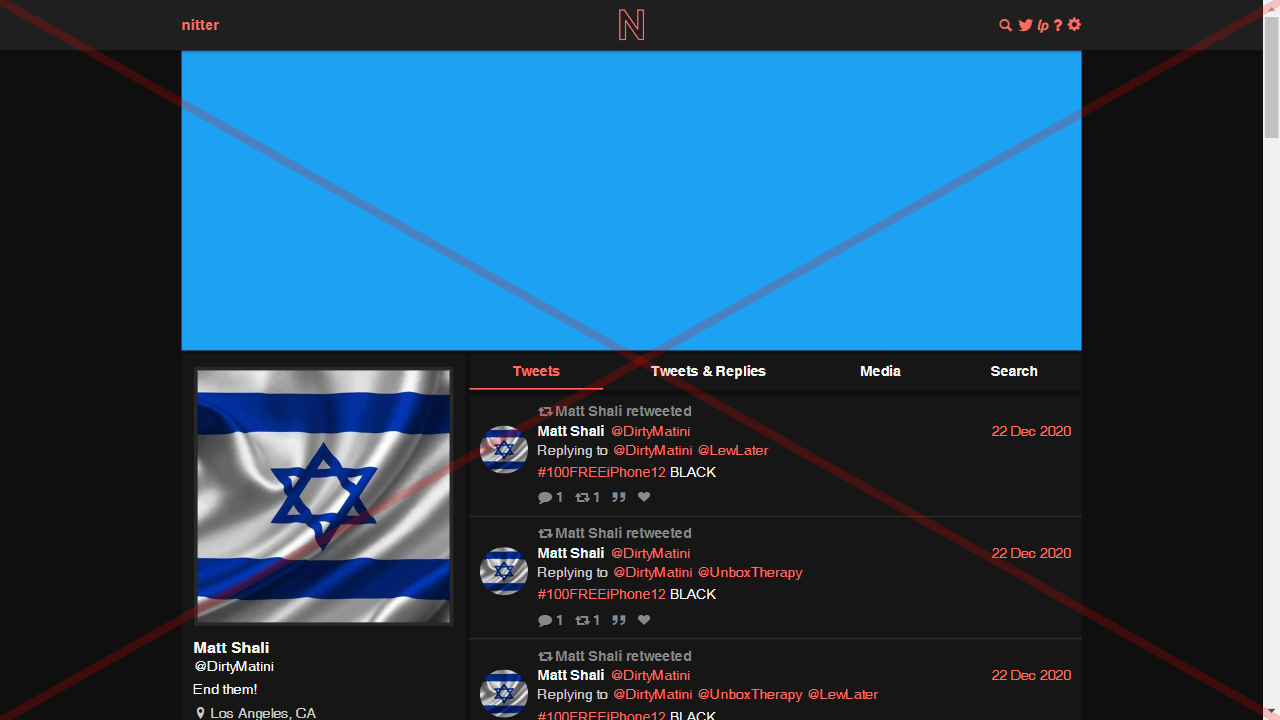 nitter
N
lp ?
Tweets
Tweets & Replies
Media
Search
Matt Shali retweeted
Matt Shali @DirtyMatini 22 Dec 2020
Replying to @DirtyMatini @LewLater
#100FREEiPhone12 BLACK
1 1
Matt Shali retweeted
Matt Shali @DirtyMatini 22 Dec 2020
Replying to @DirtyMatini @UnboxTherapy
#100FREEiPhone12 BLACK
1 1
Matt Shali retweeted
Matt Shali @DirtyMatini 22 Dec 2020
Replying to @DirtyMatini @UnboxTherapy @LewLater
#100FREEiPhone12 BLACK
Matt Shali
@DirtyMatini
End them!
Los Angeles, CA